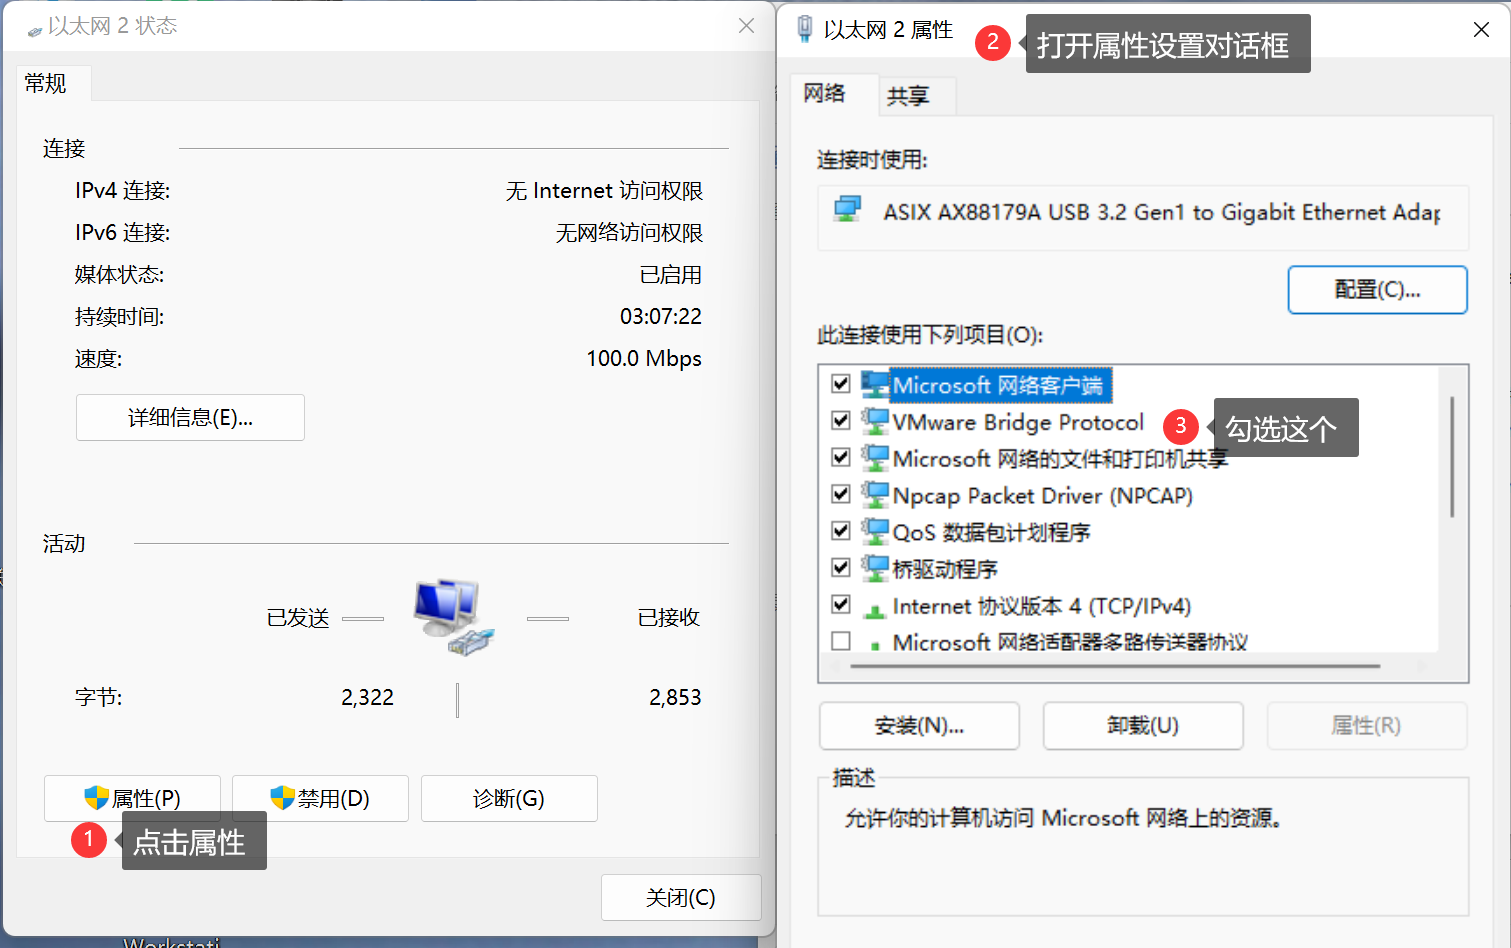 以太网 2 状态
常规
连接
IPv4 连接:
无 Internet 访问权限
IPv6 连接:
无网络访问权限
媒体状态:
已启用
持续时间:
03:07:22
速度:
100.0 Mbps
详细信息(E)...
活动
已发送
已接收
字节:
2,322
2,853
属性(P)
禁用(D)
诊断(G)
1
点击属性
关闭(C)
以太网 2 属性
2
打开属性设置对话框
网络
共享
连接时使用:
ASIX AX88179A USB 3.2 Gen1 to Gigabit Ethernet Adap
配置(C)...
此连接使用下列项目(O):
Microsoft 网络客户端
VMware Bridge Protocol
3
勾选这个
Microsoft 网络的文件和打印机共享
Npcap Packet Driver (NPCAP)
QoS 数据包计划程序
桥驱动程序
Internet 协议版本 4 (TCP/IPv4)
Microsoft 网络适配器多路传送器协议
安装(N)...
卸载(U)
属性(R)
描述
允许你的计算机访问 Microsoft 网络上的资源。
Workstati